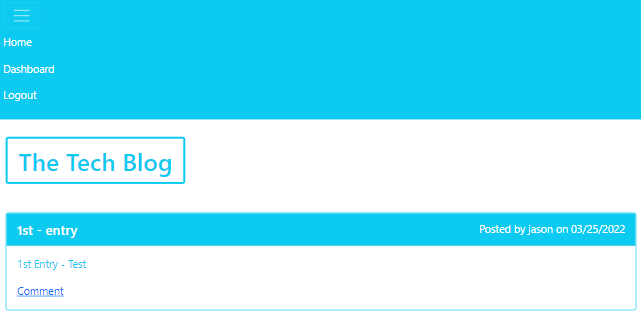 Home
Dashboard
Logout
The Tech Blog
1st - entry Posted by jason on 03/25/2022
1st Entry - Test
Comment